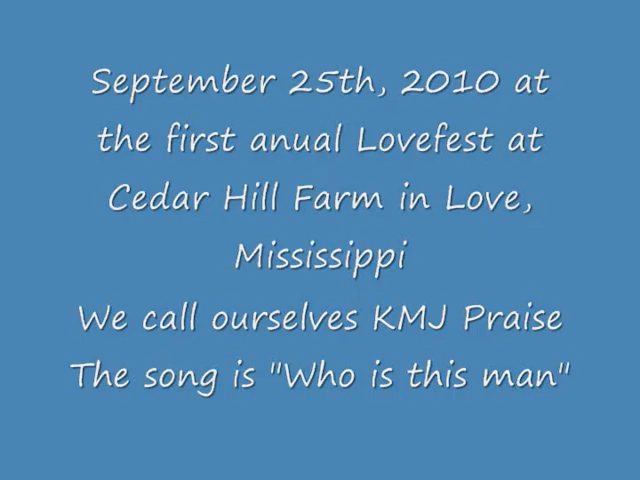 September 25th, 2010 at
the first anual Lovefest at
Cedar Hill Farm in Love,
Mississippi
We call ourselves KMJ Praise
The song is "Who is this man"